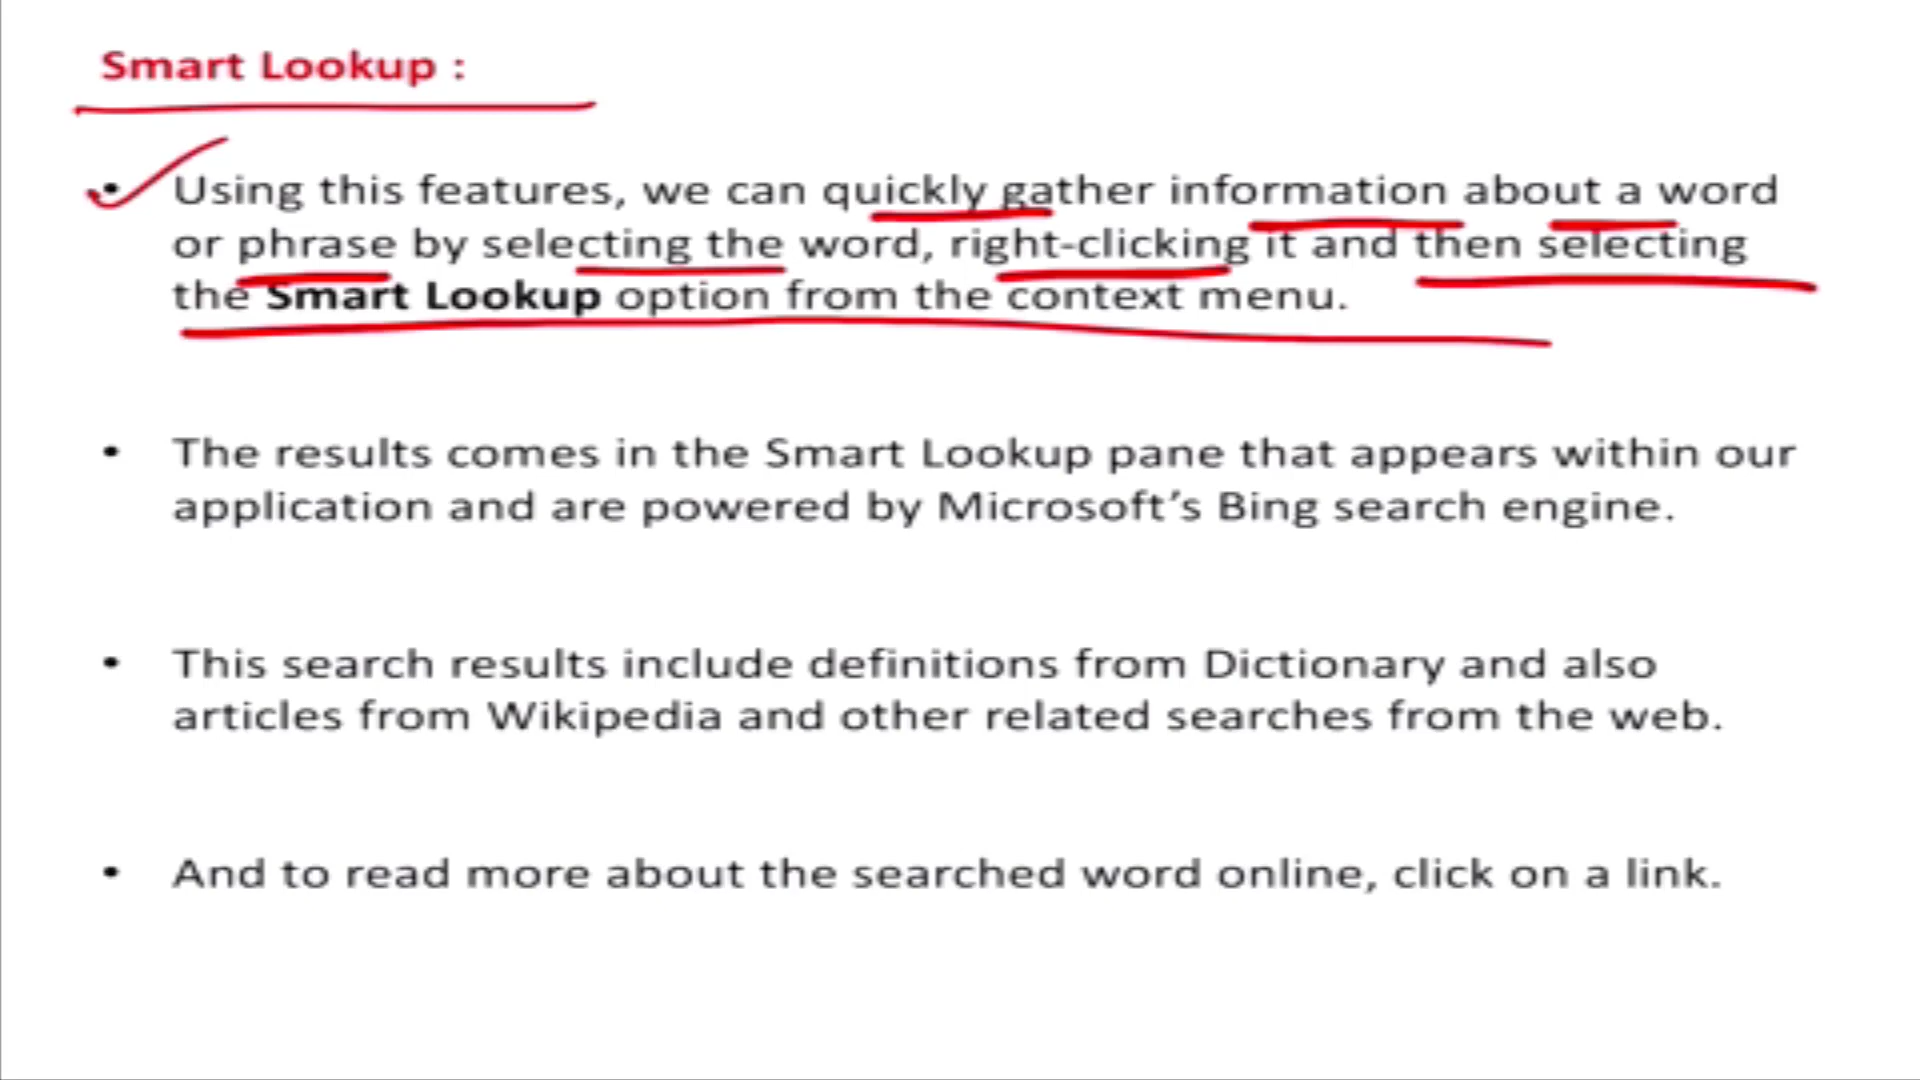 Smart Lookup :
• Using this features, we can quickly gather information about a word
or phrase by selecting the word, right-clicking it and then selecting
the Smart Lookup option from the context menu.
• The results comes in the Smart Lookup pane that appears within our
application and are powered by Microsoft’s Bing search engine.
• This search results include definitions from Dictionary and also
articles from Wikipedia and other related searches from the web.
• And to read more about the searched word online, click on a link.